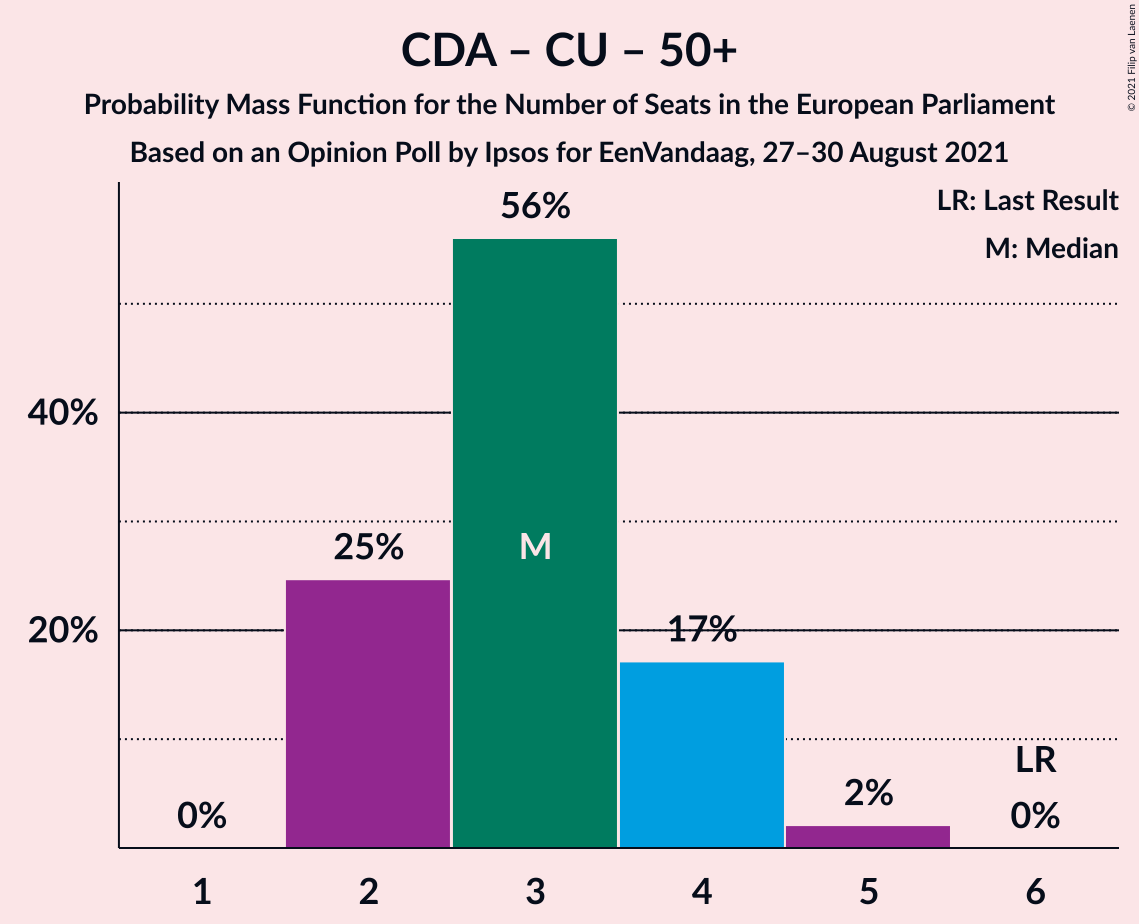 CDA – CU – 50+
Probability Mass Function for the Number of Seats in the European Parliament
Based on an Opinion Poll by Ipsos for EenVandaag, 27–30 August 2021
© 2021 Filip van Laenen
LR: Last Result
M: Median
56%
40%
25%
M
20%
17%
LR
2%
0%
0%
1 2 3 4 5 6